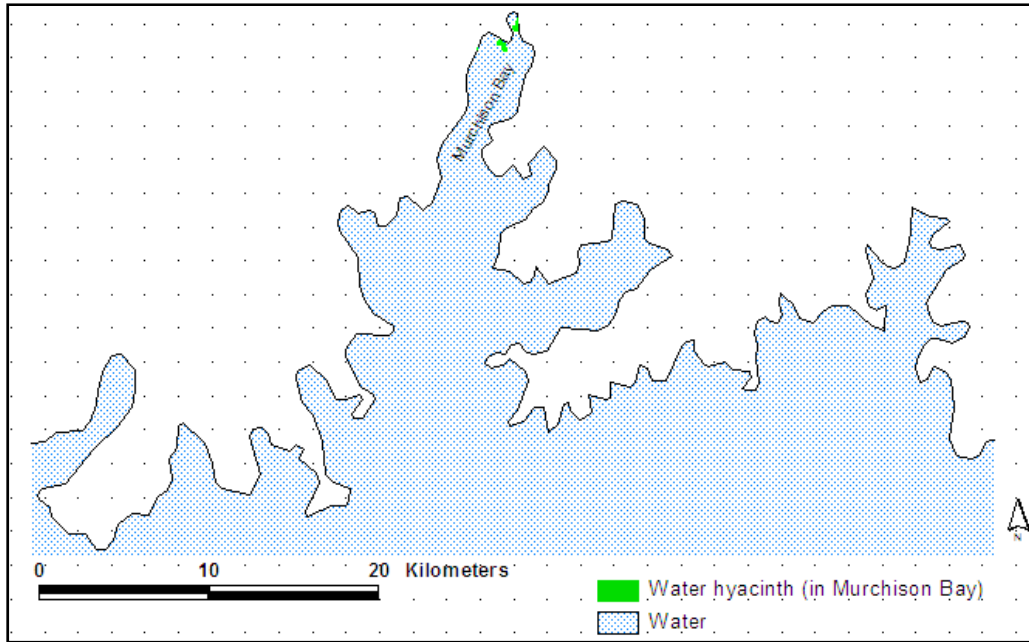 Murchison Bay
0 10 20 Kilometers
N
Water hyacinth (in Murchison Bay)
Water